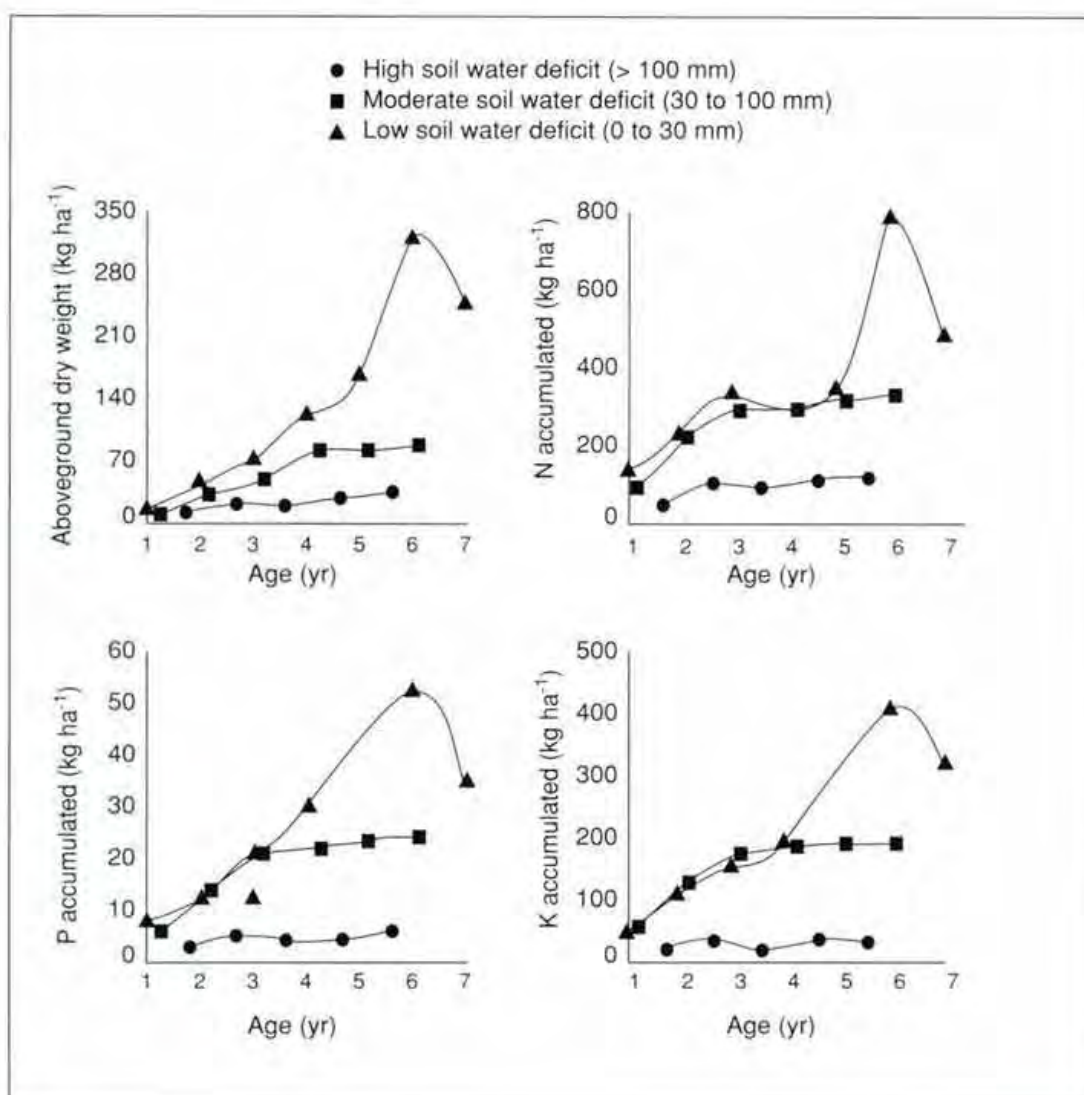 High soil water deficit (> 100 mm)
Moderate soil water deficit (30 to 100 mm)
Low soil water deficit (0 to 30 mm)
Aboveground dry weight (kg ha⁻¹)
350
280
210
140
70
0
1 2 3 4 5 6 7
Age (yr)
N accumulated (kg ha⁻¹)
800
600
400
200
0
1 2 3 4 5 6 7
Age (yr)
P accumulated (kg ha⁻¹)
60
50
40
30
20
10
0
1 2 3 4 5 6 7
Age (yr)
K accumulated (kg ha⁻¹)
500
400
300
200
100
0
1 2 3 4 5 6 7
Age (yr)